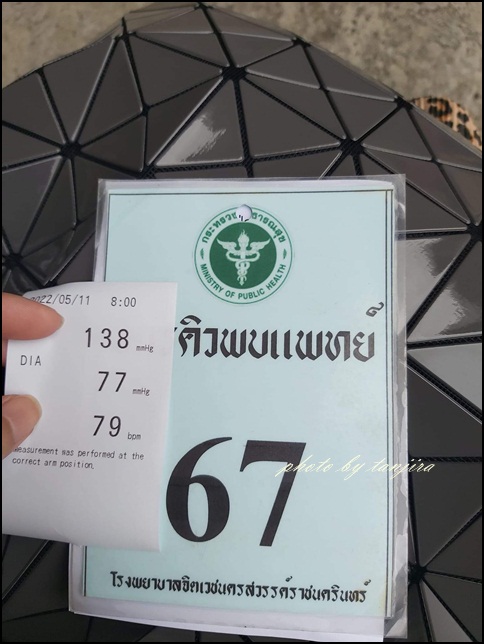 กระทรวงสาธารณสุข
MINISTRY OF PUBLIC HEALTH
2022/05/11 8:00
138 mmHg
DIA
77 mmHg
79 bpm
Measurement was performed at the
correct arm position.
คิวพบแพทย์
67
photo by tanjira
โรงพยาบาลจิตเวชนครสวรรค์ราชนครินทร์